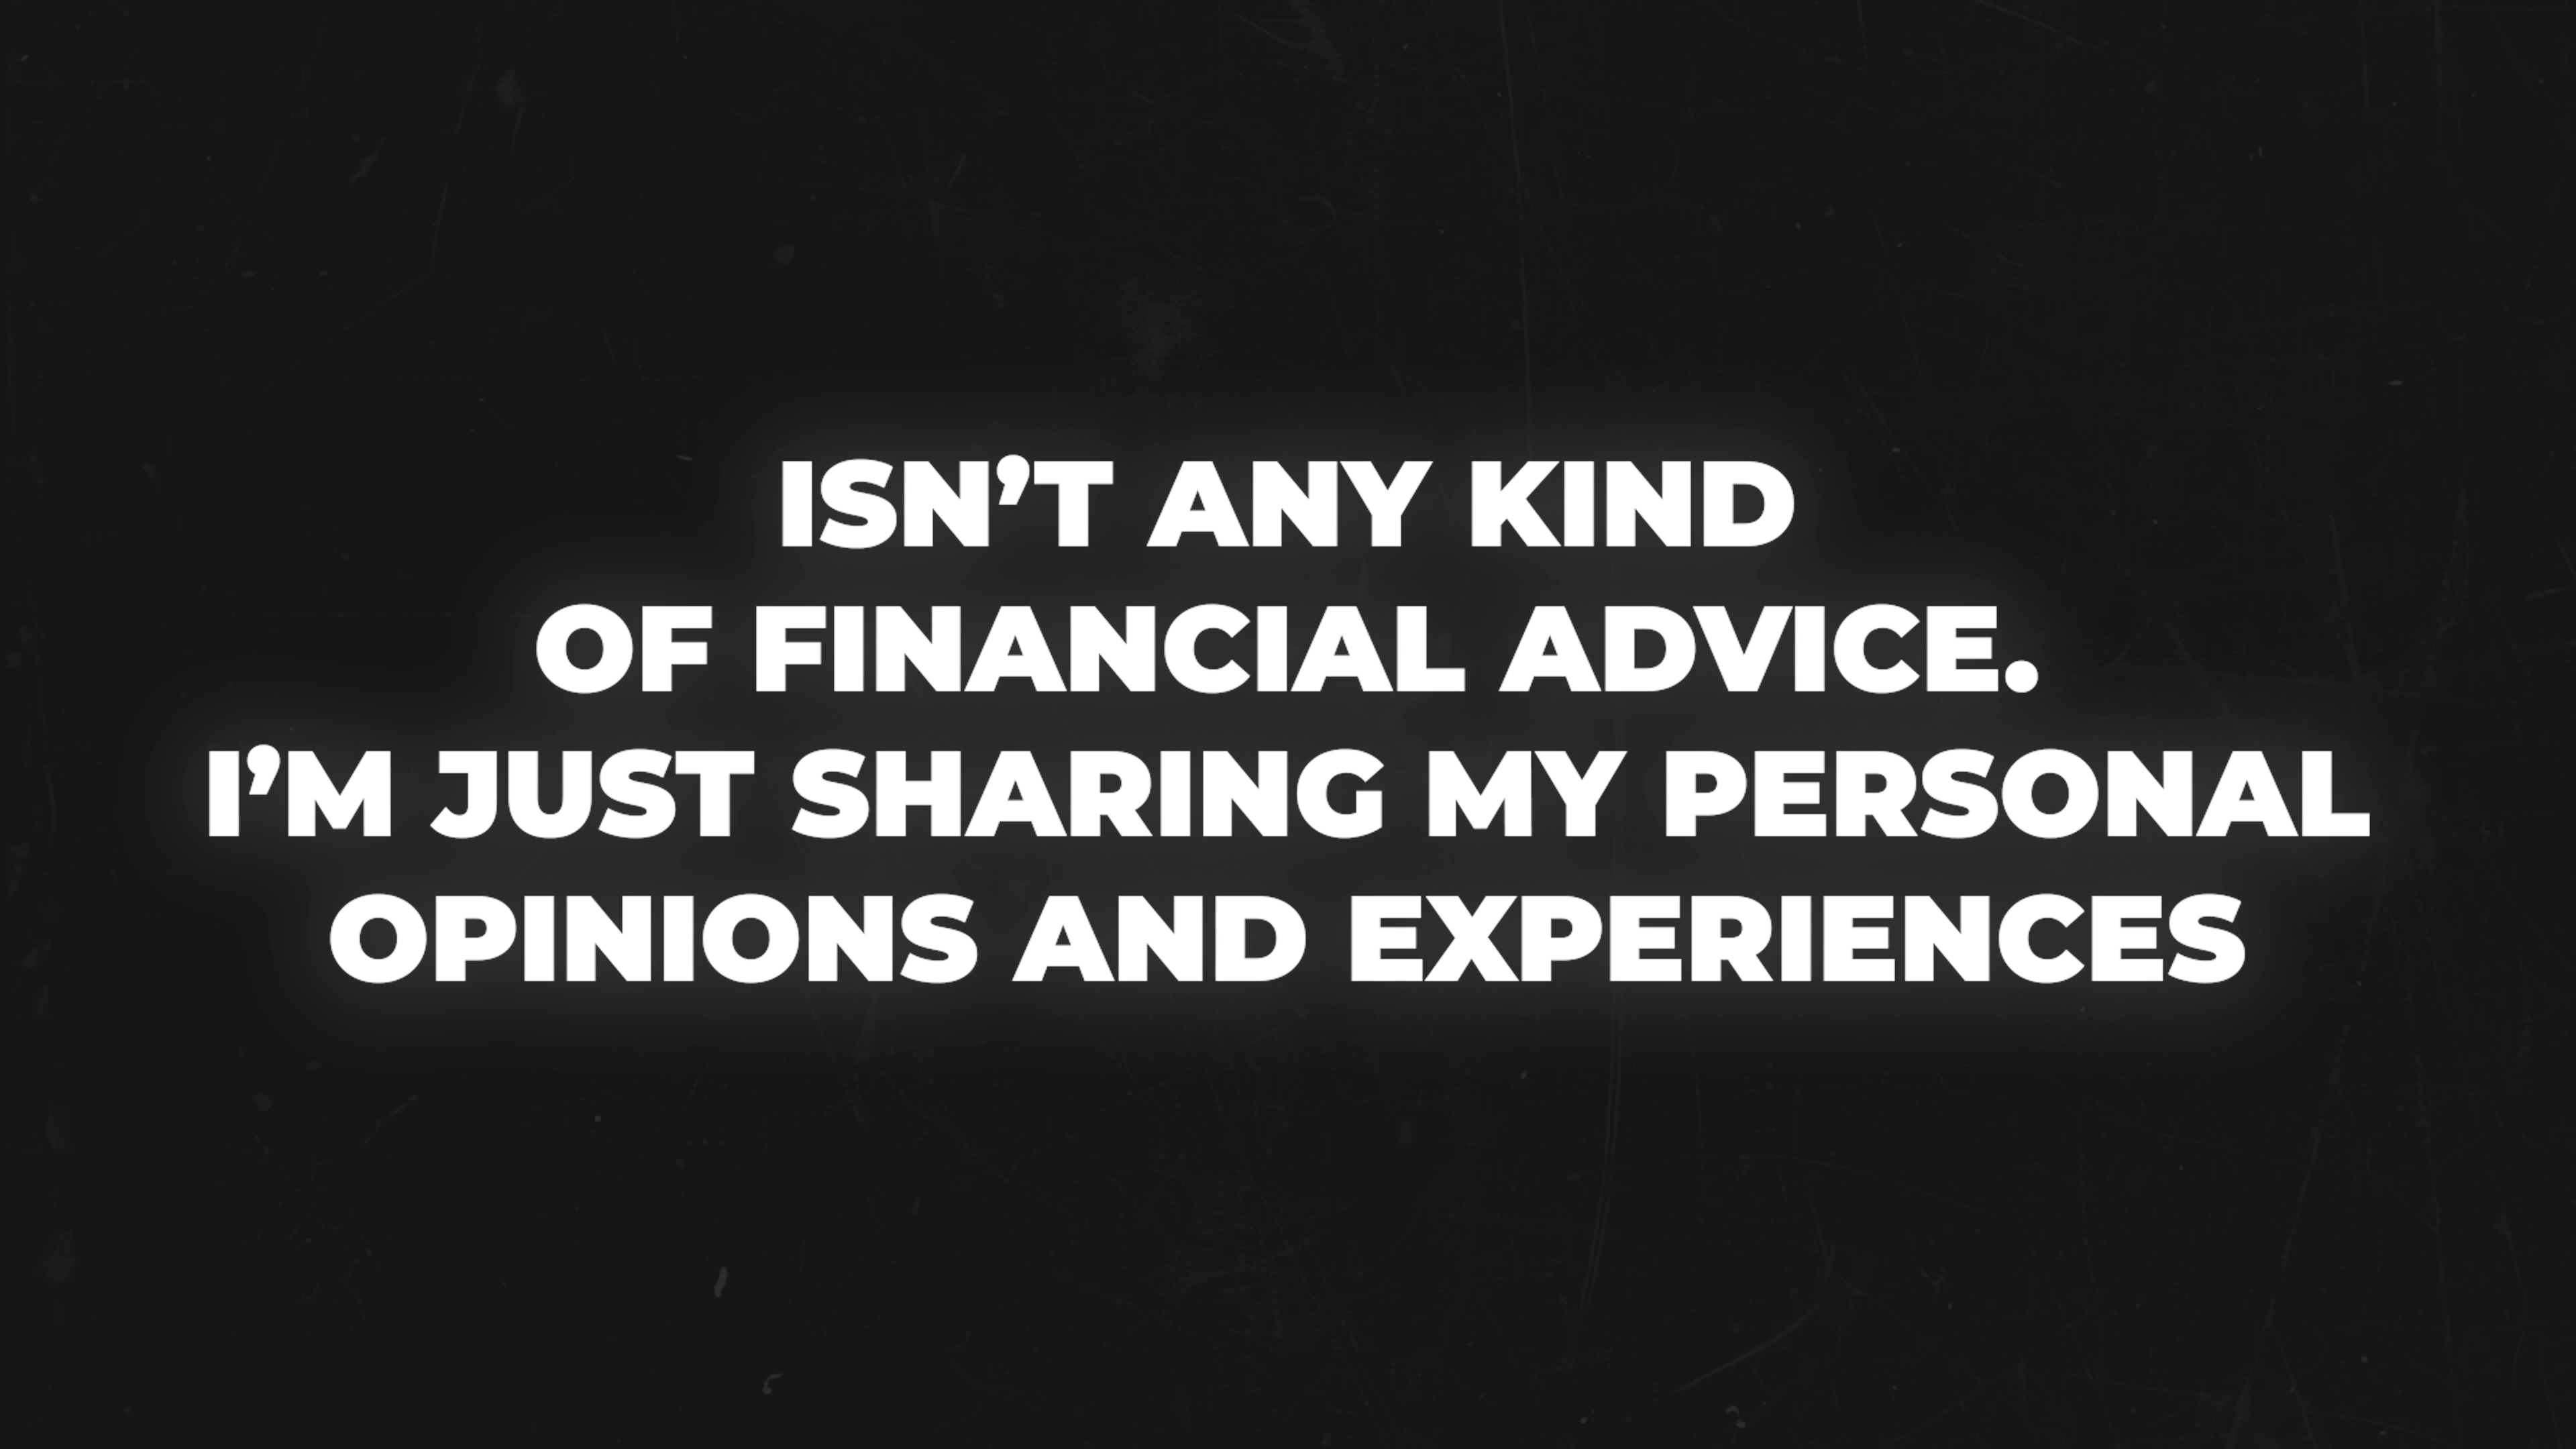 ISN’T ANY KIND
OF FINANCIAL ADVICE.
I’M JUST SHARING MY PERSONAL
OPINIONS AND EXPERIENCES